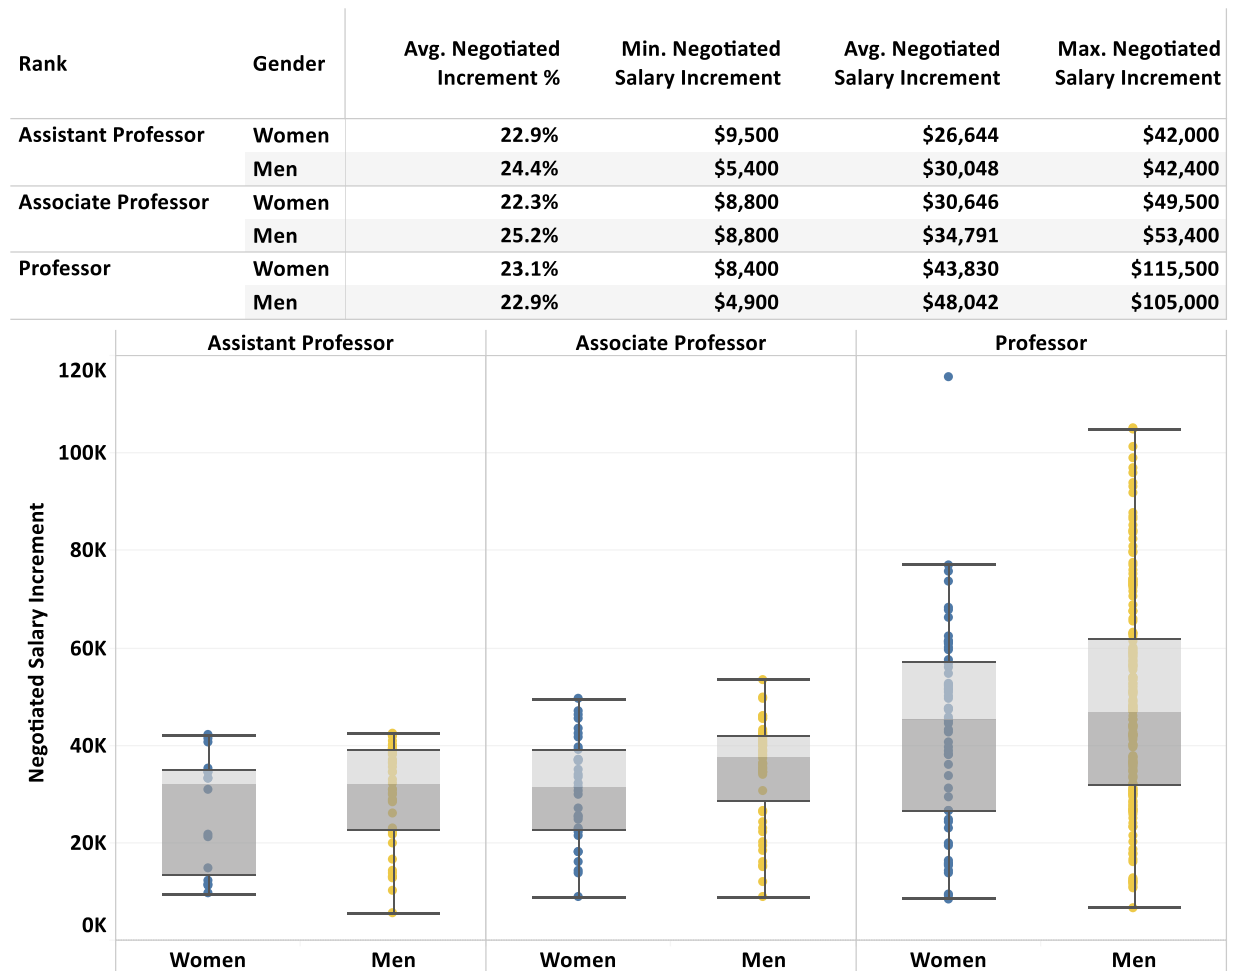 Rank Gender Avg. Negotiated Increment % Min. Negotiated Salary Increment Avg. Negotiated Salary Increment Max. Negotiated Salary Increment
Assistant Professor Women 22.9% $9,500 $26,644 $42,000
Men 24.4% $5,400 $30,048 $42,400
Associate Professor Women 22.3% $8,800 $30,646 $49,500
Men 25.2% $8,800 $34,791 $53,400
Professor Women 23.1% $8,400 $43,830 $115,500
Men 22.9% $4,900 $48,042 $105,000
Assistant Professor Associate Professor Professor
Negotiated Salary Increment
120K
100K
80K
60K
40K
20K
0K
Women Men Women Men Women Men